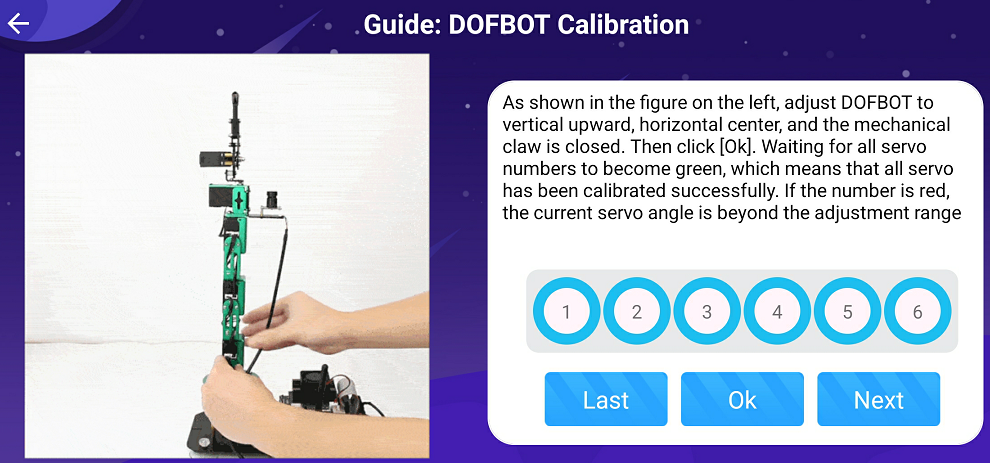 Guide: DOFBOT Calibration
As shown in the figure on the left, adjust DOFBOT to
vertical upward, horizontal center, and the mechanical
claw is closed. Then click [Ok]. Waiting for all servo
numbers to become green, which means that all servo
has been calibrated successfully. If the number is red,
the current servo angle is beyond the adjustment range
1 2 3 4 5 6
Last Ok Next